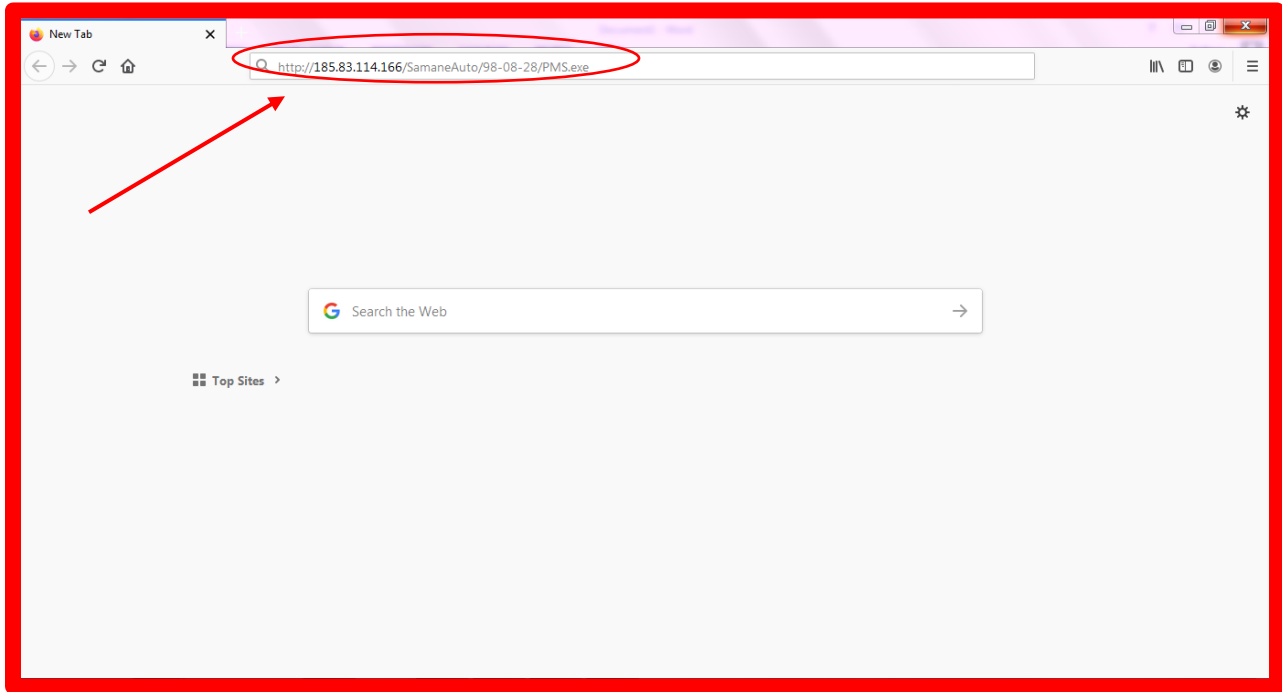 New Tab
http://185.83.114.166/SamaneAuto/98-08-28/PMS.exe
Search the Web
Top Sites